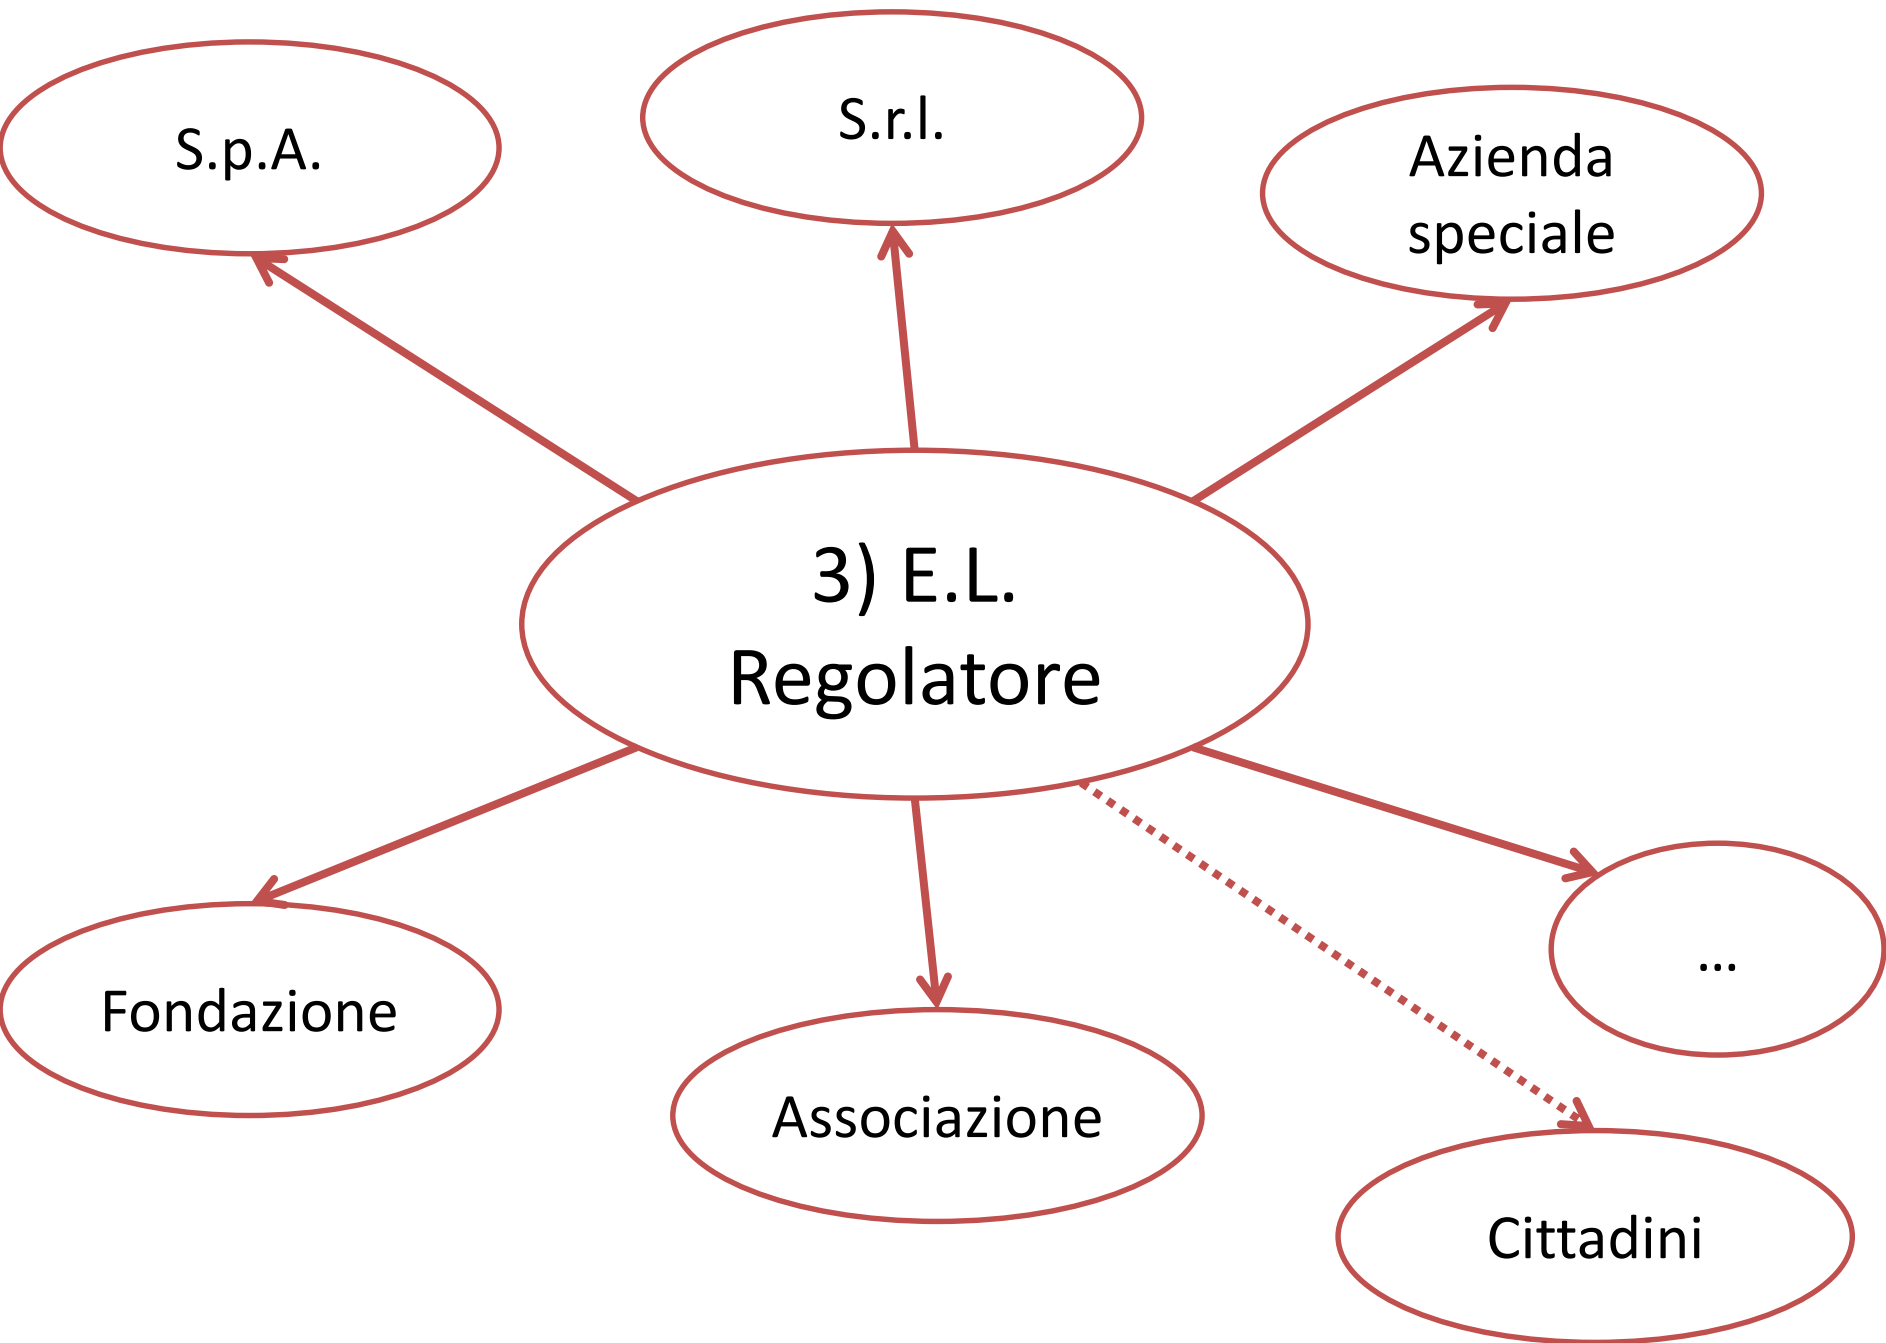 S.p.A.
S.r.l.
Azienda
speciale
3) E.L.
Regolatore
Fondazione
Associazione
...
Cittadini